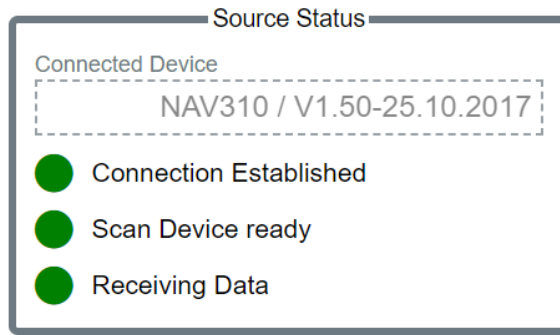 Source Status
Connected Device
NAV310 / V1.50-25.10.2017
Connection Established
Scan Device ready
Receiving Data